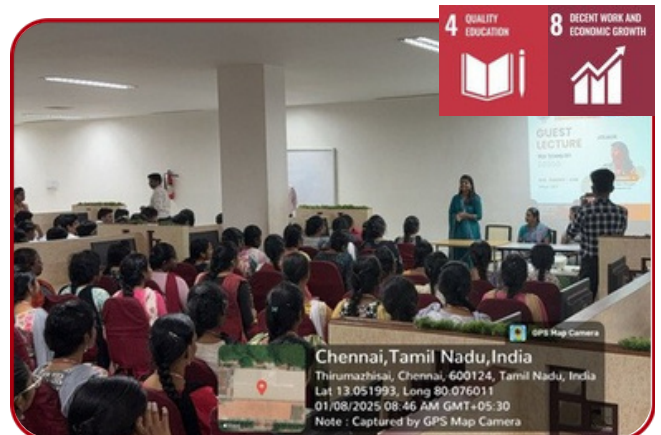 4 QUALITY
EDUCATION
8 DECENT WORK AND
ECONOMIC GROWTH
GUEST
LECTURE
GPS Map Camera
Chennai,Tamil Nadu,India
Thirumazhisai, Chennai, 600124, Tamil Nadu, India
Lat 13.051993, Long 80.076011
01/08/2025 08:46 AM GMT+05:30
Note : Captured by GPS Map Camera